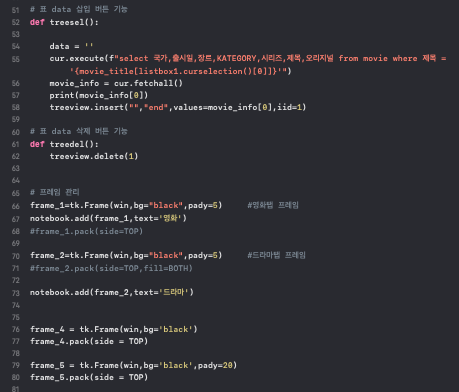 51 # 표 data 삽입 버튼 기능
52 def treesel():
53
54 data = ''
55 cur.execute(f"select 국가,출시일,장르,KATEGORY,시리즈,제목,오리지널 from movie where 제목 =
'{movie_title[listbox1.curselection()[0]]}'")
56 movie_info = cur.fetchall()
57 print(movie_info[0])
58 treeview.insert("","end",values=movie_info[0],iid=1)
59
60 # 표 data 삭제 버튼 기능
61 def treedel():
62 treeview.delete(1)
63
64
65 # 프레임 관리
66 frame_1=tk.Frame(win,bg="black",pady=5) #영화탭 프레임
67 notebook.add(frame_1,text='영화')
68 #frame_1.pack(side=TOP)
69
70 frame_2=tk.Frame(win,bg="black",pady=5) #드라마탭 프레임
71 #frame_2.pack(side=TOP,fill=BOTH)
72
73 notebook.add(frame_2,text='드라마')
74
75
76 frame_4 = tk.Frame(win,bg='black')
77 frame_4.pack(side = TOP)
78
79 frame_5 = tk.Frame(win,bg='black',pady=20)
80 frame_5.pack(side = TOP)
81